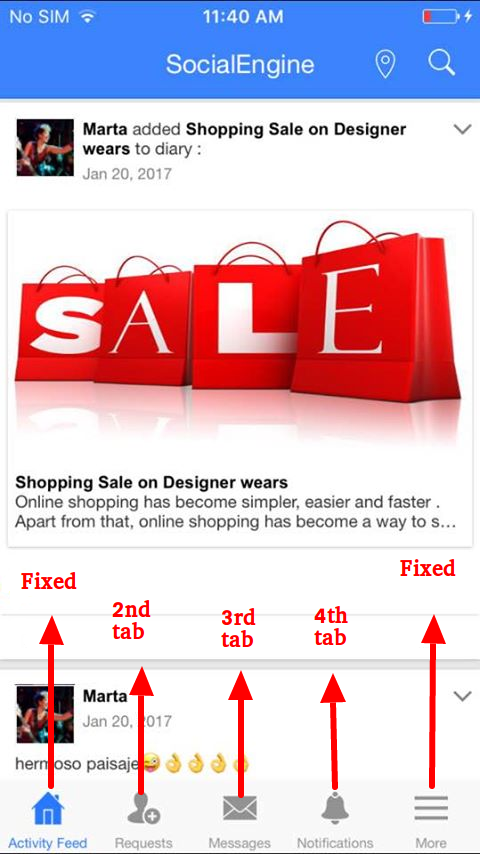 No SIM 11:40 AM
SocialEngine
Marta added Shopping Sale on Designer
wears to diary :
Jan 20, 2017
SALE
Shopping Sale on Designer wears
Online shopping has become simpler, easier and faster .
Apart from that, online shopping has become a way to s...
Fixed
2nd
tab
3rd
tab
4th
tab
Fixed
Marta
Jan 20, 2017
hermoso paisaje😜👌👌👌👌
Activity Feed Requests Messages Notifications More